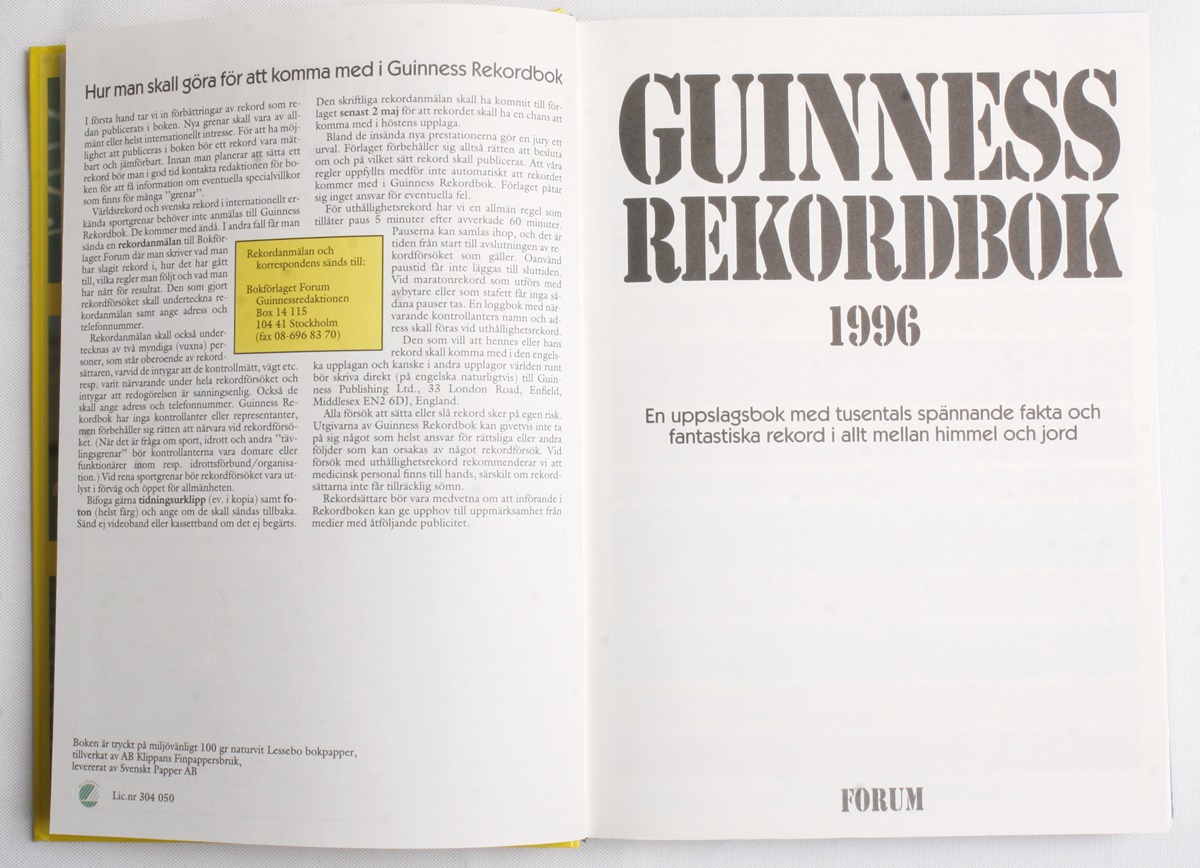 Hur man skall göra för att komma med i Guinness Rekordbok
I första hand tar vi in förbättringar av rekord som re-
dan publicerats i boken. Nya grenar skall vara av all-
mänt eller helst internationellt intresse. För att ha möj-
lighet att publiceras i boken bör ett rekord vara mät-
bart och jämförbart. Innan man planerar att sätta ett
rekord bör man i god tid kontakta redaktionen för bo-
ken för att få information om eventuella specialvillkor
som finns för många "grenar".
Världsrekord och svenska rekord i internationellt er-
kända sportgrenar behöver inte anmälas till Guinness
Rekordbok. De kommer med ändå. I andra fall får man
sända en rekordanmälan till Bokför-
laget Forum där man skriver vad man
har slagit rekord i, hur det har gått
till, vilka regler man följt och vad man
har nått för resultat. Den som gjort
rekordförsöket skall underteckna re-
kordanmälan samt ange adress och
telefonnummer.
Rekordanmälan skall också under-
tecknas av två myndiga (vuxna) per-
soner, som står oberoende av rekord-
sättaren, varvid de intygar att de kontrollmätt, vägt etc.
resp. varit närvarande under hela rekordförsöket och
intygar att redogörelsen är sanningsenlig. Också de
skall ange adress och telefonnummer. Guinness Re-
kordbok har inga kontrollanter eller representanter,
men förbehåller sig rätten att närvara vid rekordförsö-
ket. (När det är fråga om sport, idrott och andra "täv-
lingsgrenar" bör kontrollanterna vara domare eller
funktionärer inom resp. idrottsförbund/organisa-
tion.) Vid rena sportgrenar bör rekordförsöket vara ut-
lyst i förväg och öppet för allmänheten.
Bifoga gärna tidningsurklipp (ev. i kopia) samt fo-
ton (helst färg) och ange om de skall sändas tillbaka.
Sänd ej videoband eller kassettband om det ej begärts.
Rekordanmälan och
korrespondens sänds till:
Bokförlaget Forum
Guinnessredaktionen
Box 14 115
104 41 Stockholm
(fax 08-696 83 70)
Den skriftliga rekordanmälan skall ha kommit till för-
laget senast 2 maj för att rekordet skall ha en chans att
komma med i höstens upplaga.
Bland de insända nya prestationerna gör en jury ett
urval. Förlaget förbehåller sig alltså rätten att besluta
om och på vilket sätt rekord skall publiceras. Att våra
regler uppfyllts medför inte automatiskt att rekordet
kommer med i Guinness Rekordbok. Förlaget påtar
sig inget ansvar för eventuella fel.
För uthållighetsrekord har vi en allmän regel som
tillåter paus 5 minuter efter avverkade 60 minuter.
Pauserna kan samlas ihop, och det är
tiden från start till avslutningen av re-
kordförsöket som gäller. Oanvänd
paustid får inte läggas till sluttiden.
Vid maratonrekord som utförs med
avbytare eller som stafett får inga så-
dana pauser tas. En loggbok med när-
varande kontrollanters namn och ad-
ress skall föras vid uthållighetsrekord.
Den som vill att hennes eller hans
rekord skall komma med i den engels-
ka upplagan och kanske i andra upplagor världen runt
bör skriva direkt (på engelska naturligtvis) till Guin-
ness Publishing Ltd., 33 London Road, Enfield,
Middlesex EN2 6DJ, England.
Alla försök att sätta eller slå rekord sker på egen risk.
Utgivarna av Guinness Rekordbok kan givetvis inte ta
på sig något som helst ansvar för rättsliga eller andra
följder som kan orsakas av något rekordförsök. Vid
försök med uthållighetsrekord rekommenderar vi att
medicinsk personal finns till hands, särskilt om rekord-
sättarna inte får tillräcklig sömn.
Rekordsättare bör vara medvetna om att införande i
Rekordboken kan ge upphov till uppmärksamhet från
medier med åtföljande publicitet.
Boken är tryckt på miljövänligt 100 gr naturvit Lessebo bokpapper,
tillverkat av AB Klippans Finpappersbruk,
levererat av Svenskt Papper AB
Lic.nr 304 050
GUINNESS
REKORDBOK
1996
En uppslagsbok med tusentals spännande fakta och
fantastiska rekord i allt mellan himmel och jord
FORUM